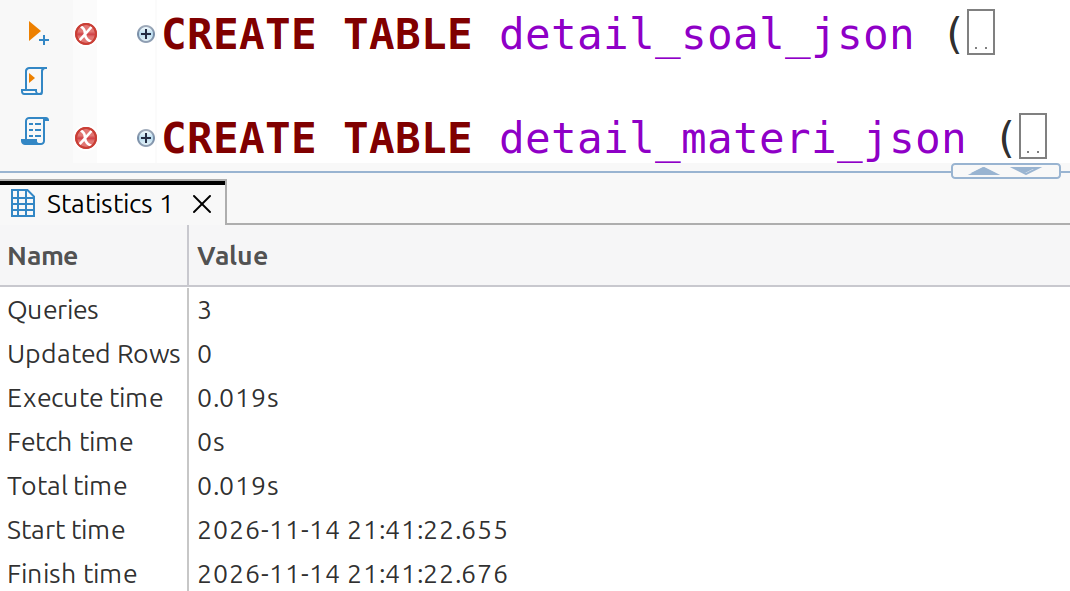 CREATE TABLE detail_soal_json (..
CREATE TABLE detail_materi_json (..
Statistics 1
Name Value
Queries 3
Updated Rows 0
Execute time 0.019s
Fetch time 0s
Total time 0.019s
Start time 2026-11-14 21:41:22.655
Finish time 2026-11-14 21:41:22.676